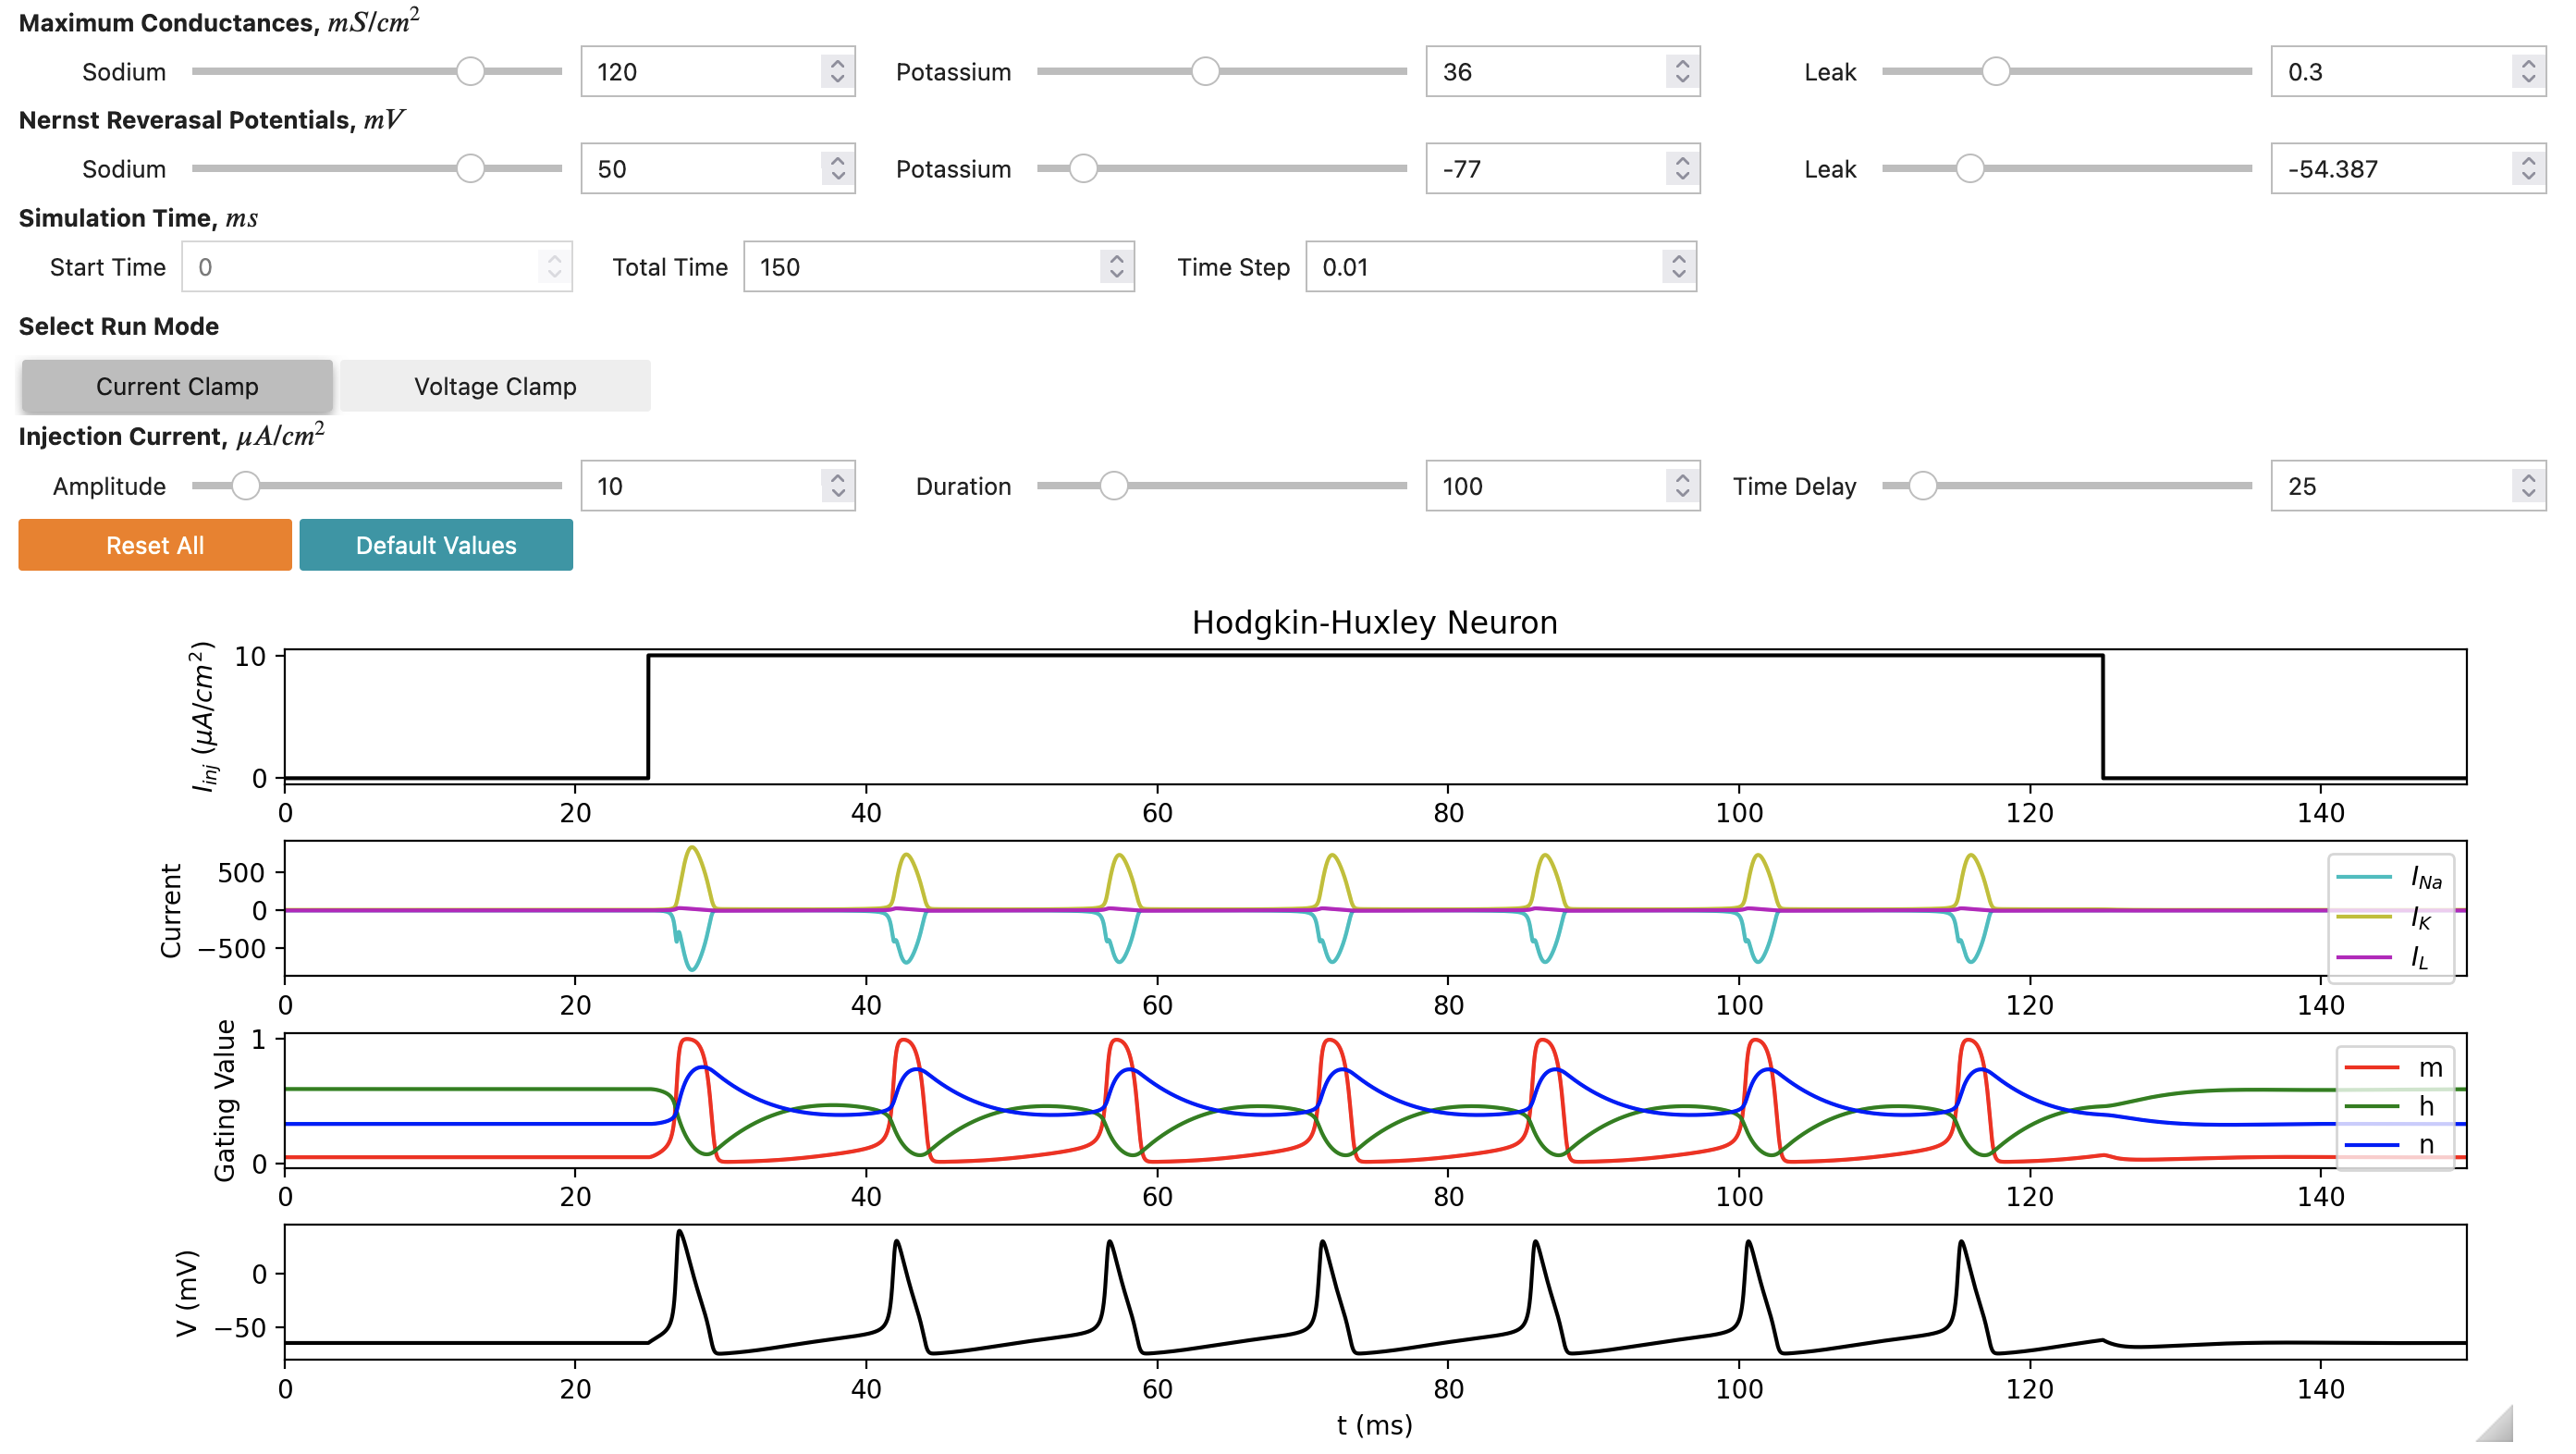 Maximum Conductances, mS/cm²
Sodium 120 Potassium 36 Leak 0.3
Nernst Reverasal Potentials, mV
Sodium 50 Potassium -77 Leak -54.387
Simulation Time, ms
Start Time 0 Total Time 150 Time Step 0.01
Select Run Mode
Current Clamp Voltage Clamp
Injection Current, μA/cm²
Amplitude 10 Duration 100 Time Delay 25
Reset All Default Values
Hodgkin-Huxley Neuron
I_inj (μA/cm²)
10
0
0 20 40 60 80 100 120 140
Current
500
0
−500
I_Na
I_K
I_L
0 20 40 60 80 100 120 140
Gating Value
1
0
m
h
n
0 20 40 60 80 100 120 140
V (mV)
0
−50
0 20 40 60 80 100 120 140
t (ms)